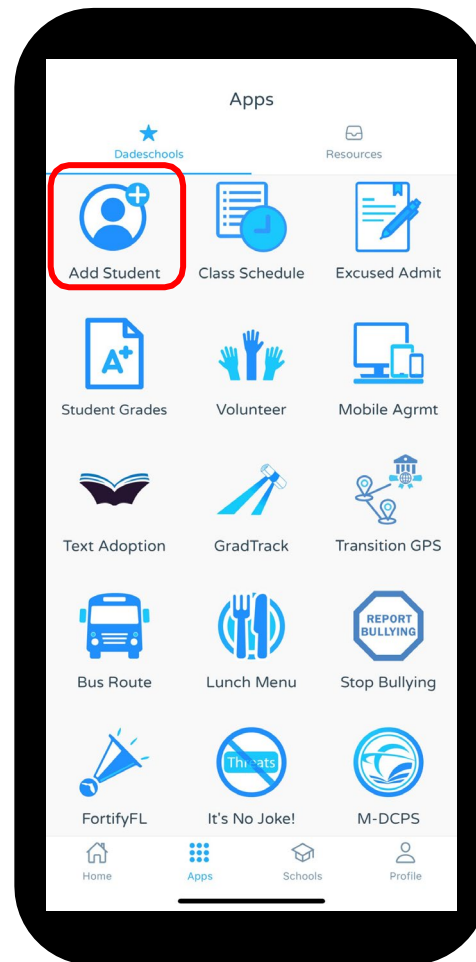 Apps
Dadeschools Resources
Add Student Class Schedule Excused Admit
A+
Student Grades Volunteer Mobile Agrmt
Text Adoption GradTrack Transition GPS
REPORT
BULLYING
Bus Route Lunch Menu Stop Bullying
Threats
FortifyFL It's No Joke! M-DCPS
Home Apps Schools Profile